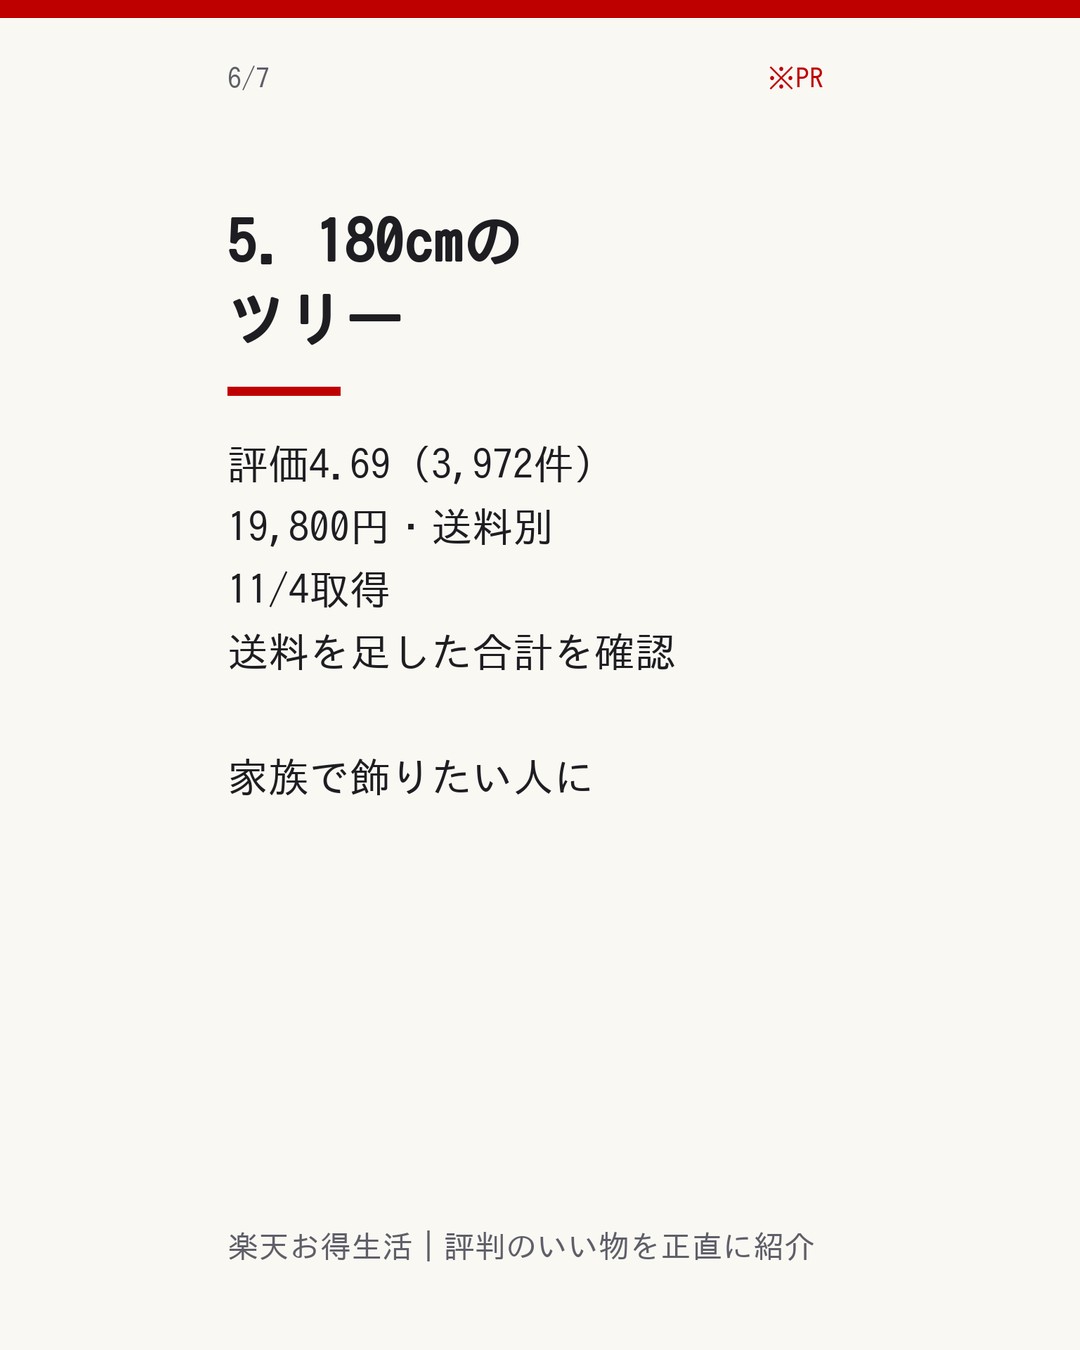 6/7
※PR
5. 180cmの
ツリー
評価4.69（3,972件）
19,800円・送料別
11/4取得
送料を足した合計を確認
家族で飾りたい人に
楽天お得生活｜評判のいい物を正直に紹介